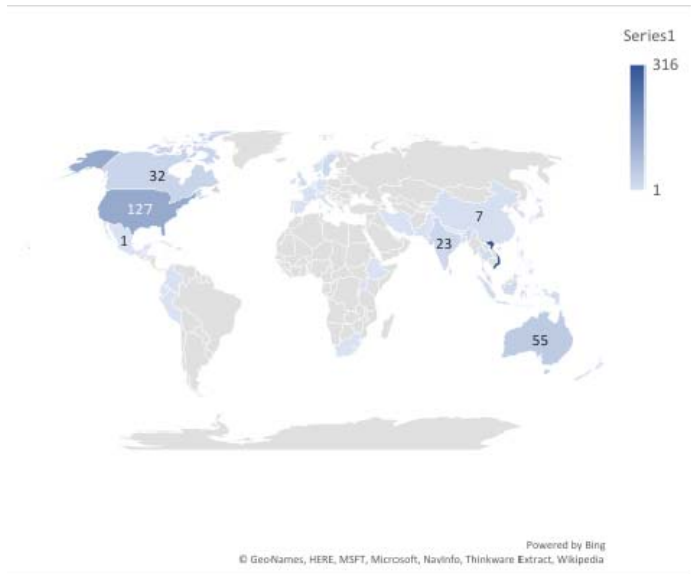 Series1
316
1
32
127
1
7
23
55
Powered by Bing
© GeoNames, HERE, MSFT, Microsoft, NavInfo, Thinkware Extract, Wikipedia